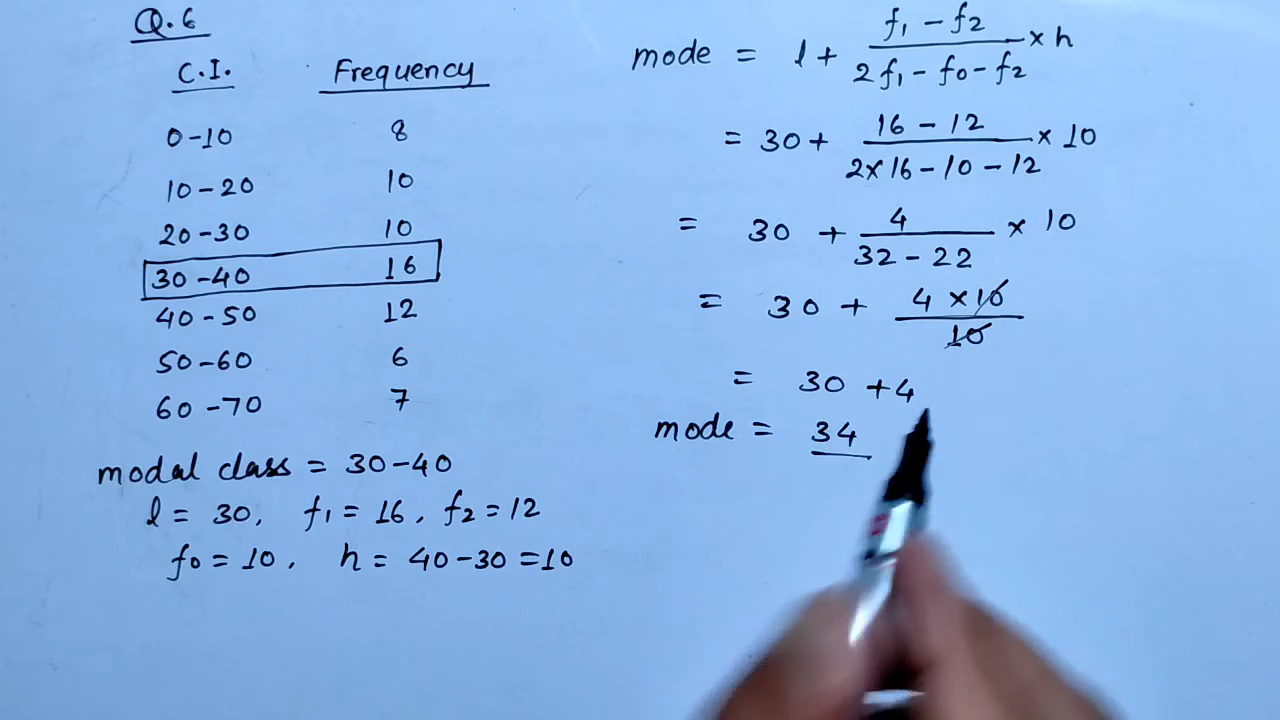 Q.6
C.I. Frequency
0-10 8
10-20 10
20-30 10
30-40 16
40-50 12
50-60 6
60-70 7
modal class = 30-40
l = 30, f₁ = 16, f₂ = 12
f₀ = 10, h = 40-30 = 10
mode = l + (f₁ - f₂)/(2f₁ - f₀ - f₂) × h
= 30 + (16 - 12)/(2×16 - 10 - 12) × 10
= 30 + 4/(32 - 22) × 10
= 30 + (4 × 10)/10
= 30 + 4
mode = 34